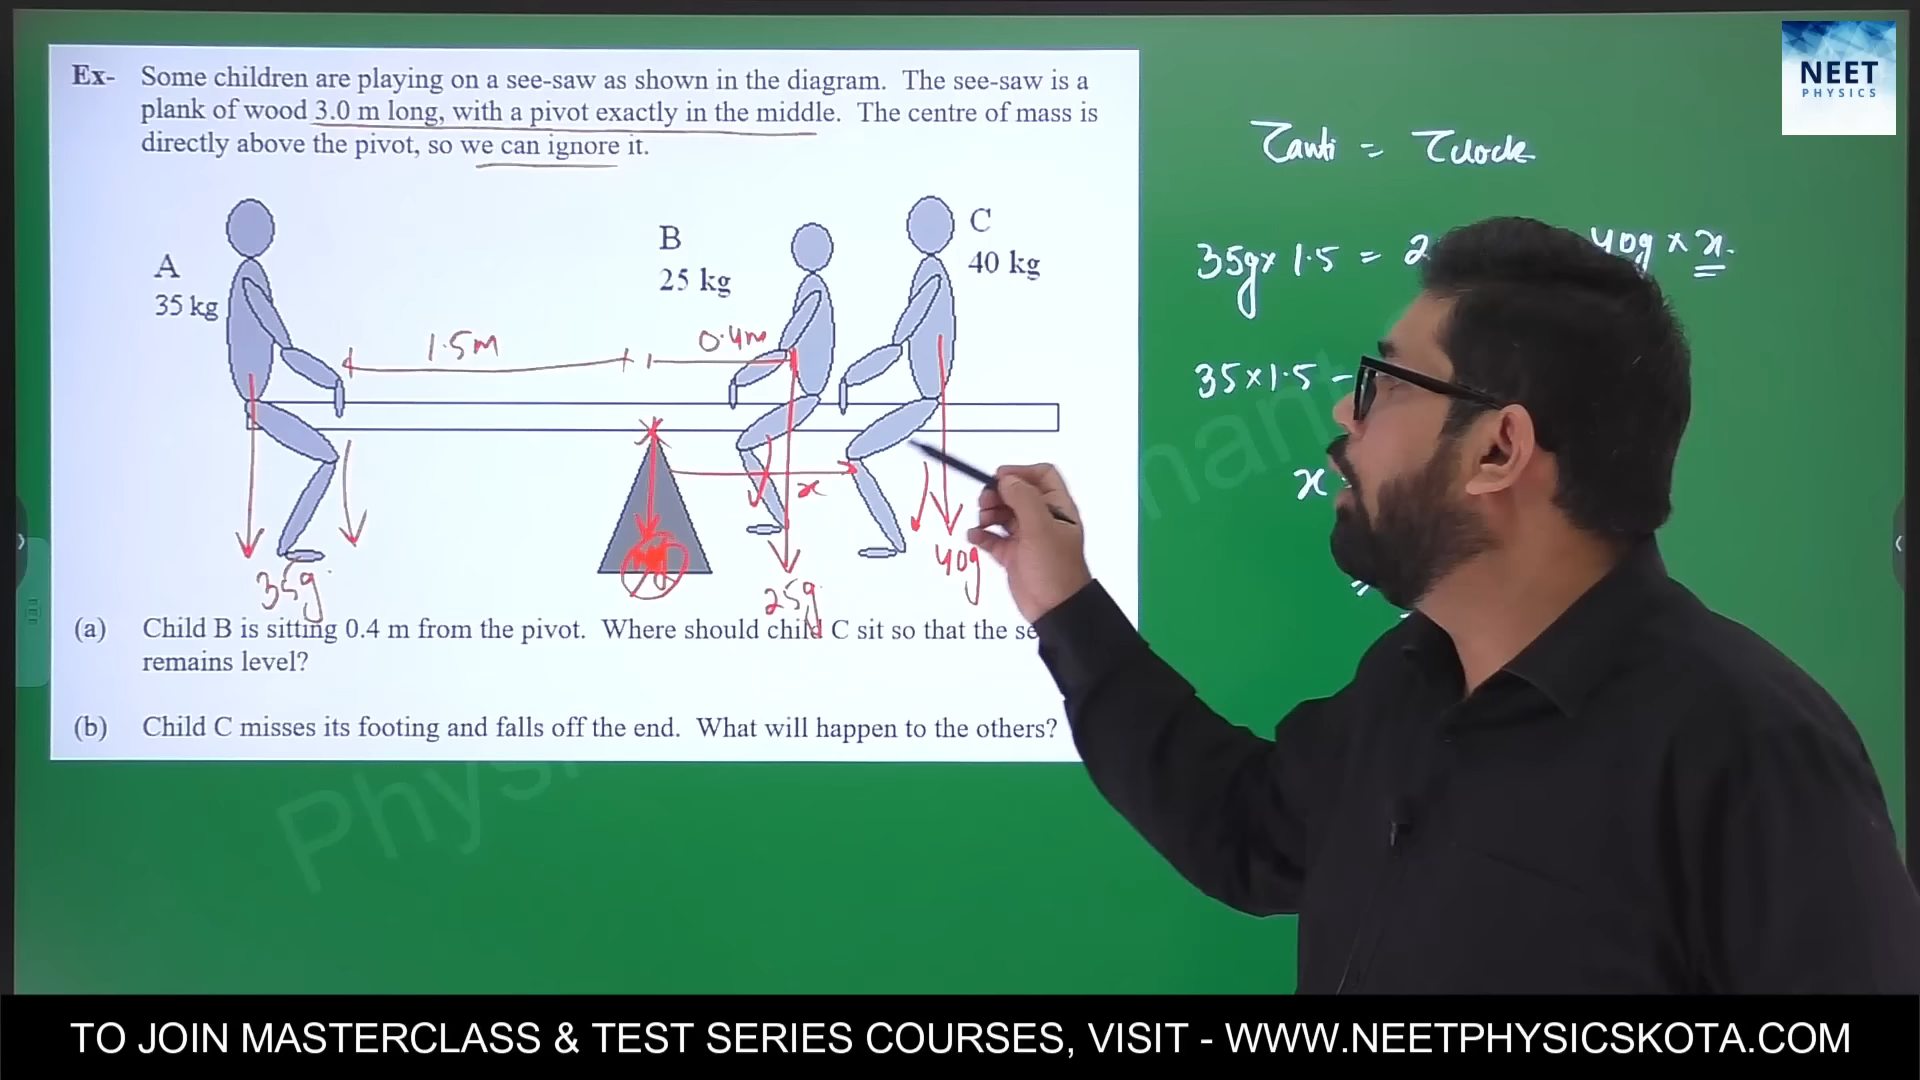 Ex- Some children are playing on a see-saw as shown in the diagram. The see-saw is a
plank of wood 3.0 m long, with a pivot exactly in the middle. The centre of mass is
directly above the pivot, so we can ignore it.
A
35 kg
B
25 kg
C
40 kg
1.5m
0.4m
x
35g
25g
40g
(a) Child B is sitting 0.4 m from the pivot. Where should child C sit so that the
remains level?
(b) Child C misses its footing and falls off the end. What will happen to the others?
τanti = τclock
35g× 1.5 = 2 40g × x.
35×1.5 -
x
NEET
PHYSICS
TO JOIN MASTERCLASS & TEST SERIES COURSES, VISIT - WWW.NEETPHYSICSKOTA.COM